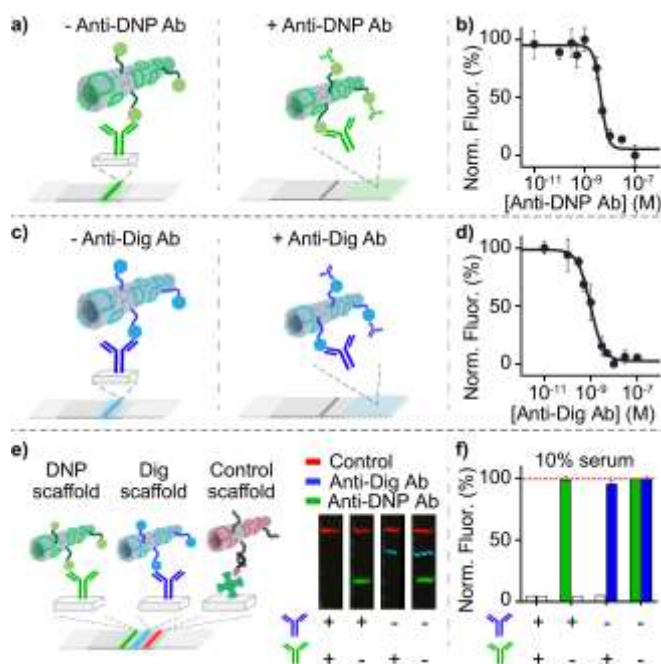 a)
- Anti-DNP Ab
+ Anti-DNP Ab
b)
Norm. Fluor. (%)
100
50
0
10⁻¹¹ 10⁻⁹ 10⁻⁷
[Anti-DNP Ab] (M)
c)
- Anti-Dig Ab
+ Anti-Dig Ab
d)
Norm. Fluor. (%)
100
50
0
10⁻¹¹ 10⁻⁹ 10⁻⁷
[Anti-Dig Ab] (M)
e)
DNP scaffold
Dig scaffold
Control scaffold
Control
Anti-Dig Ab
Anti-DNP Ab
+ + - -
+ - + -
f)
10% serum
Norm. Fluor. (%)
100
50
0
+ + - -
+ - + -